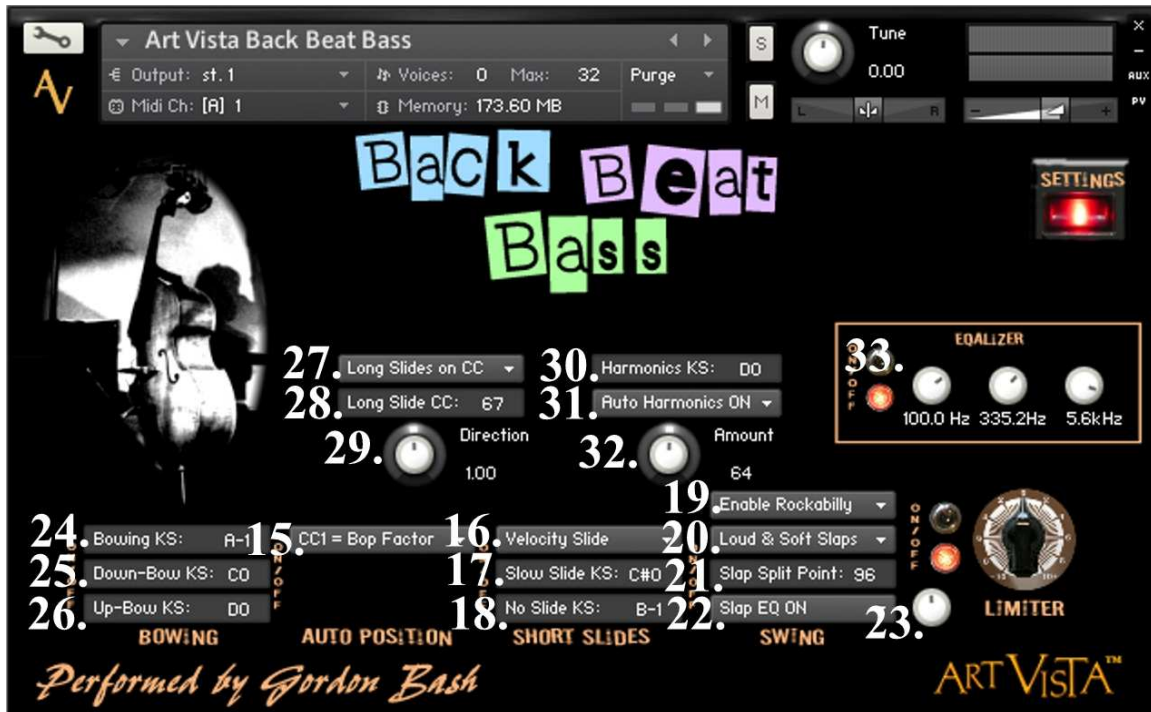 Art Vista Back Beat Bass
Output: st.1
Voices: 0 Max: 32
Purge
Midi Ch: [A] 1
Memory: 173.60 MB
S
M
Tune
0.00
L R
- +
×
-
AUX
PV
AV
Back Beat
Bass
SETTINGS
27. Long Slides on CC
28. Long Slide CC: 67
29. Direction
1.00
30. Harmonics KS: D0
31. Auto Harmonics ON
32. Amount
64
EQALIZER
33.
ON/OFF
100.0 Hz 335.2Hz 5.6kHz
24. Bowing KS: A-1
25. Down-Bow KS: C0
26. Up-Bow KS: D0
BOWING
15. CC1 = Bop Factor
ON/OFF
AUTO POSITION
16. Velocity Slide
17. Slow Slide KS: C#0
18. No Slide KS: B-1
SHORT SLIDES
ON/OFF
19. Enable Rockabilly
20. Loud & Soft Slaps
21. Slap Split Point: 96
22. Slap EQ ON
SWING
ON/OFF
23.
LIMITER
Performed by Gordon Bash
ART VISTA™